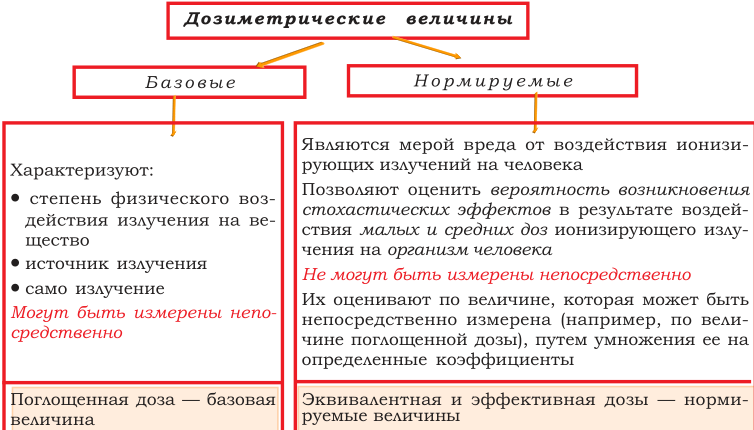 Дозиметрические величины
Базовые
Нормируемые
Характеризуют:
● степень физического воз-
действия излучения на ве-
щество
● источник излучения
● само излучение
Могут быть измерены непо-
средственно
Поглощенная доза — базовая
величина
Являются мерой вреда от воздействия ионизи-
рующих излучений на человека
Позволяют оценить вероятность возникновения
стохастических эффектов в результате воздей-
ствия малых и средних доз ионизирующего излу-
чения на организм человека
Не могут быть измерены непосредственно
Их оценивают по величине, которая может быть
непосредственно измерена (например, по вели-
чине поглощенной дозы), путем умножения ее на
определенные коэффициенты
Эквивалентная и эффективная дозы — норми-
руемые величины